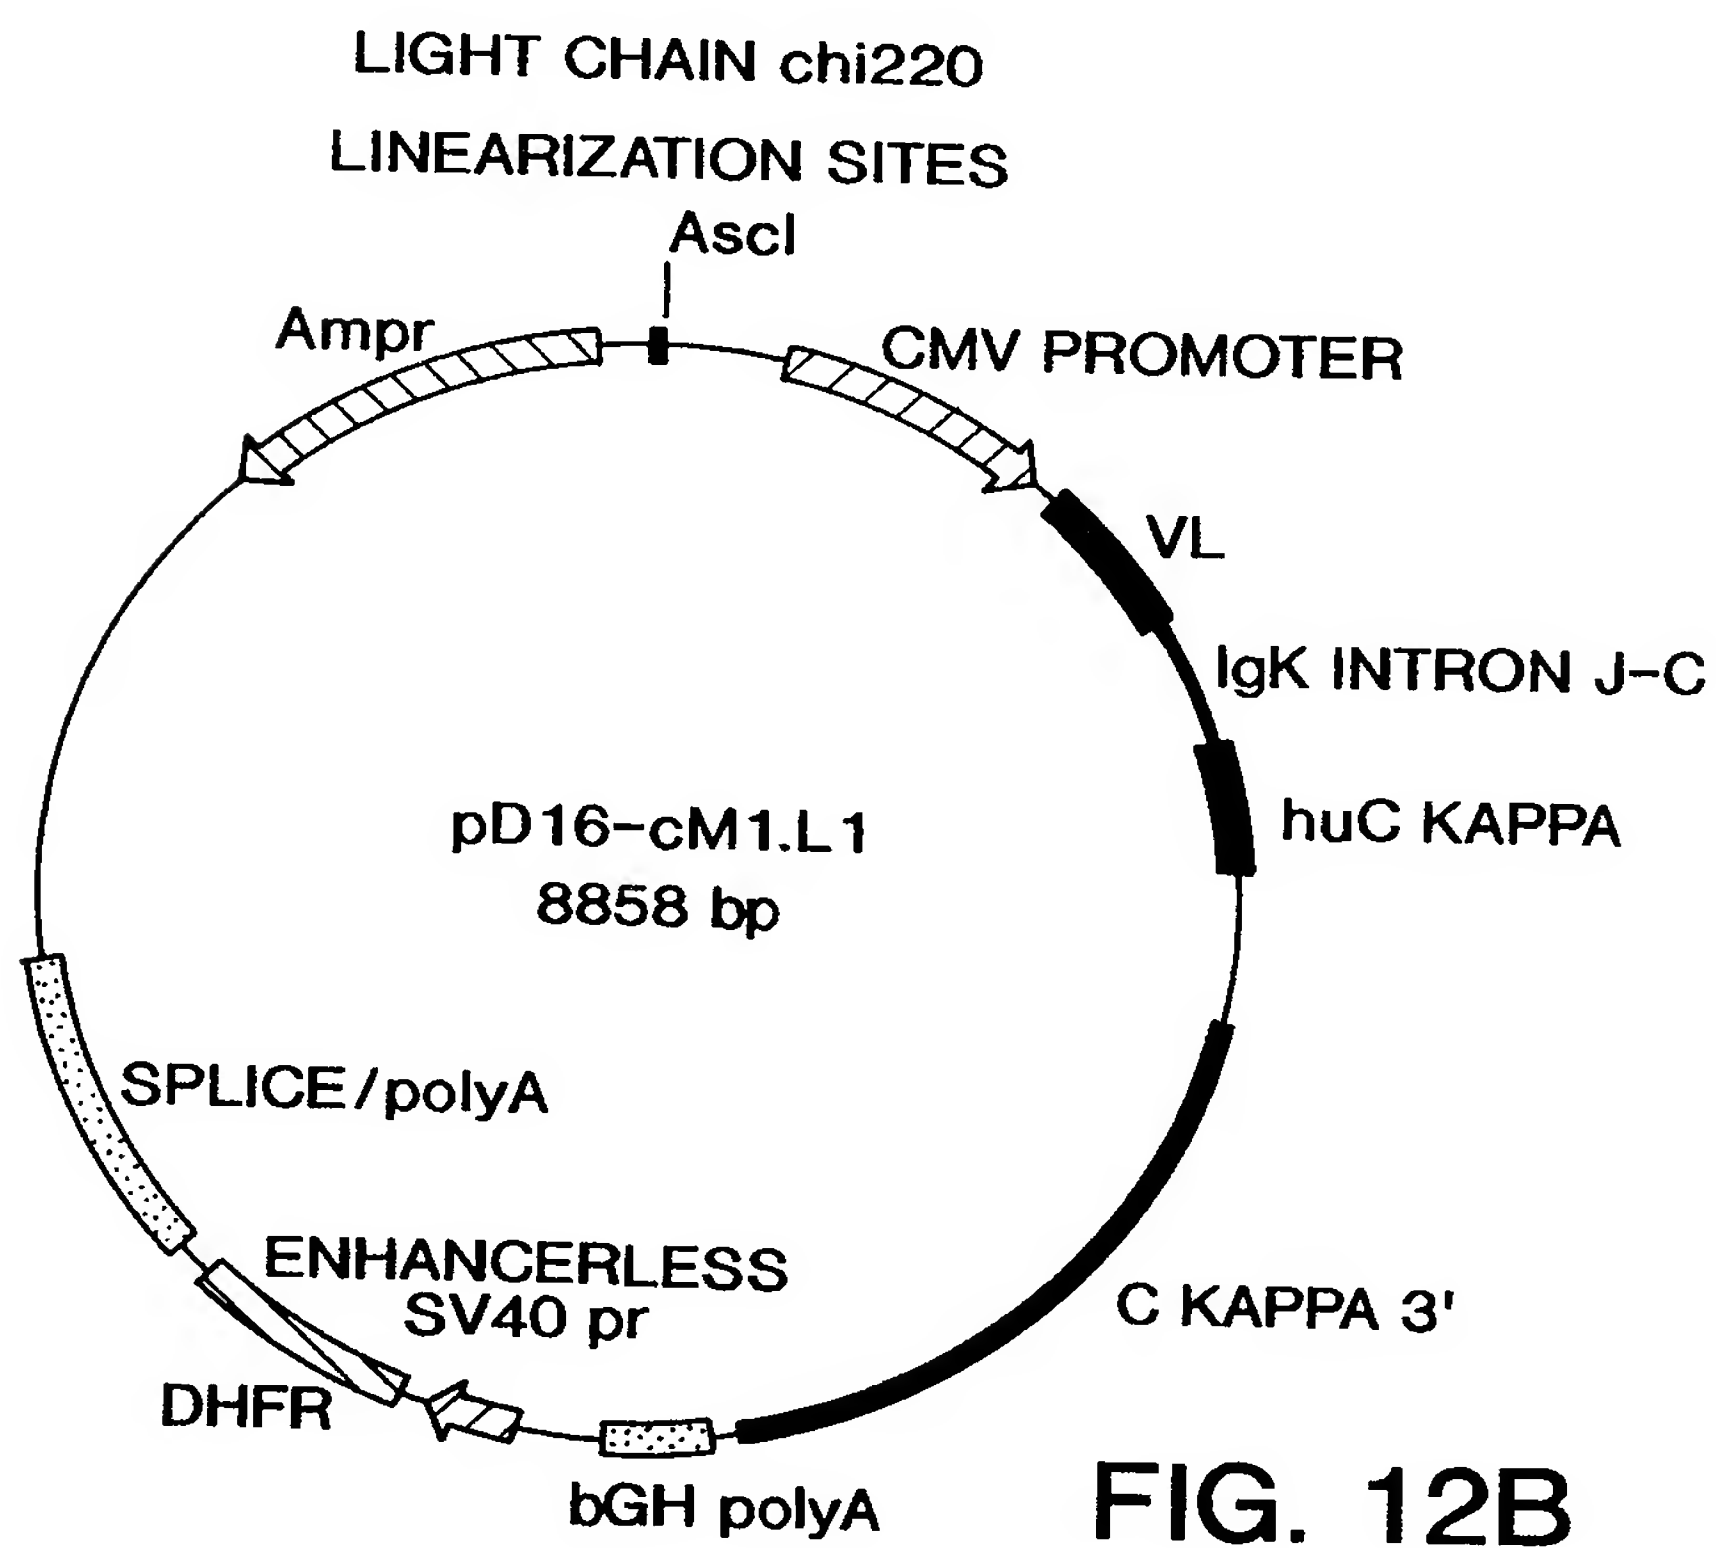 LIGHT CHAIN chi220
LINEARIZATION SITES
AscI
Ampr
CMV PROMOTER
VL
IgK INTRON J-C
huC KAPPA
pD16-cM1.L1
8858 bp
SPLICE/polyA
ENHANCERLESS
SV40 pr
C KAPPA 3'
DHFR
bGH polyA
FIG. 12B